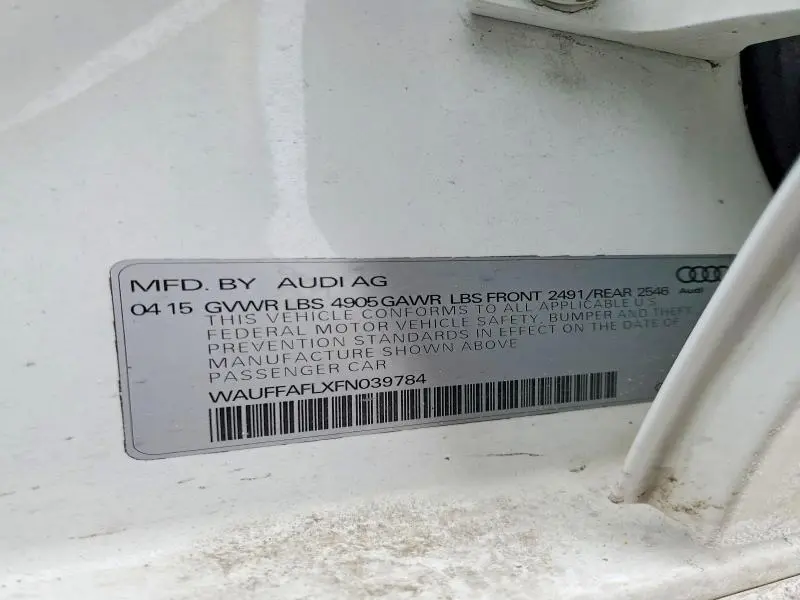 MFD. BY AUDI AG
04 15 GVWR LBS 4905 GAWR LBS FRONT 2491/REAR 2546
Audi
THIS VEHICLE CONFORMS TO ALL APPLICABLE U.S.
FEDERAL MOTOR VEHICLE SAFETY, BUMPER AND THEFT
PREVENTION STANDARDS IN EFFECT ON THE DATE OF
MANUFACTURE SHOWN ABOVE
PASSENGER CAR
WAUFFAFLXFN039784